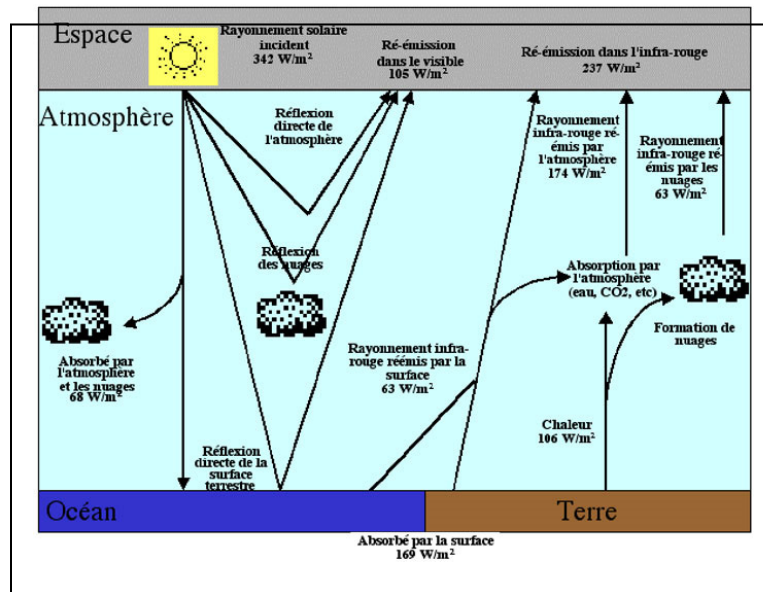 Espace
Rayonnement solaire
incident
342 W/m²
Ré-émission
dans le visible
105 W/m²
Ré-émission dans l'infra-rouge
237 W/m²
Atmosphère
Réflexion
directe de
l'atmosphère
Rayonnement
infra-rouge ré-
émis par
l'atmosphère
174 W/m²
Rayonnement
infra-rouge ré-
émis par les
nuages
63 W/m²
Réflexion
des nuages
Absorption par
l'atmosphère
(eau, CO2, etc)
Formation de
nuages
Absorbé par
l'atmosphère
et les nuages
68 W/m²
Rayonnement infra-
rouge réémis par la
surface
63 W/m²
Chaleur
106 W/m²
Réflexion
directe de la
surface
terrestre
Océan
Terre
Absorbé par la surface
169 W/m²